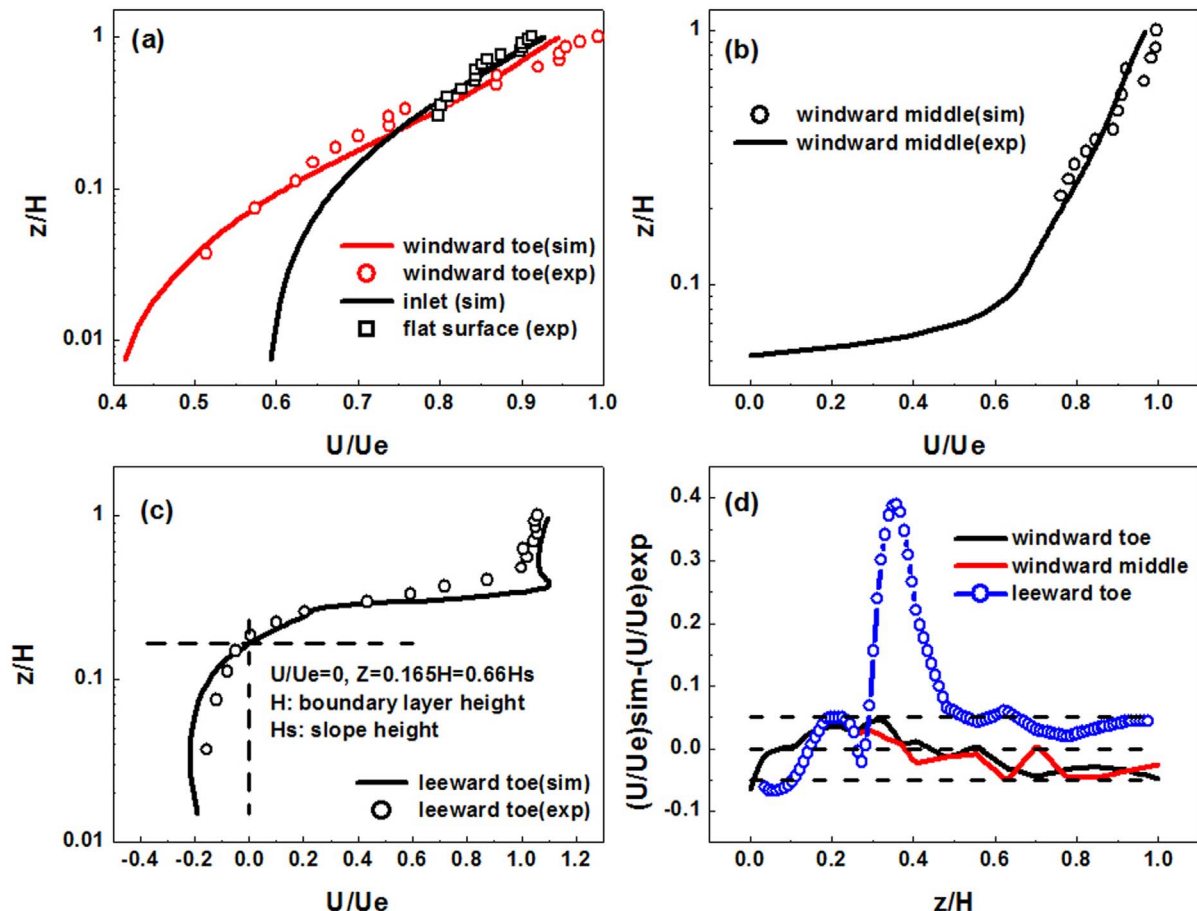 (a)
1
0.1
0.01
z/H
windward toe(sim)
windward toe(exp)
inlet (sim)
flat surface (exp)
0.4 0.5 0.6 0.7 0.8 0.9 1.0
U/Ue
(b)
1
0.1
z/H
windward middle(sim)
windward middle(exp)
0.0 0.2 0.4 0.6 0.8 1.0
U/Ue
(c)
1
0.1
0.01
z/H
U/Ue=0, Z=0.165H=0.66Hs
H: boundary layer height
Hs: slope height
leeward toe(sim)
leeward toe(exp)
-0.4 -0.2 0.0 0.2 0.4 0.6 0.8 1.0 1.2
U/Ue
(d)
0.4
0.3
0.2
0.1
0.0
-0.1
(U/Ue)sim-(U/Ue)exp
windward toe
windward middle
leeward toe
0.0 0.2 0.4 0.6 0.8 1.0
z/H